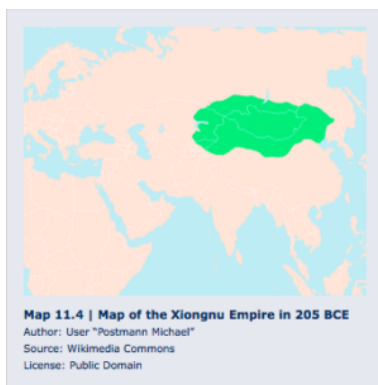 Map 11.4 | Map of the Xiongnu Empire in 205 BCE
Author: User "Postmann Michael"
Source: Wikimedia Commons
License: Public Domain